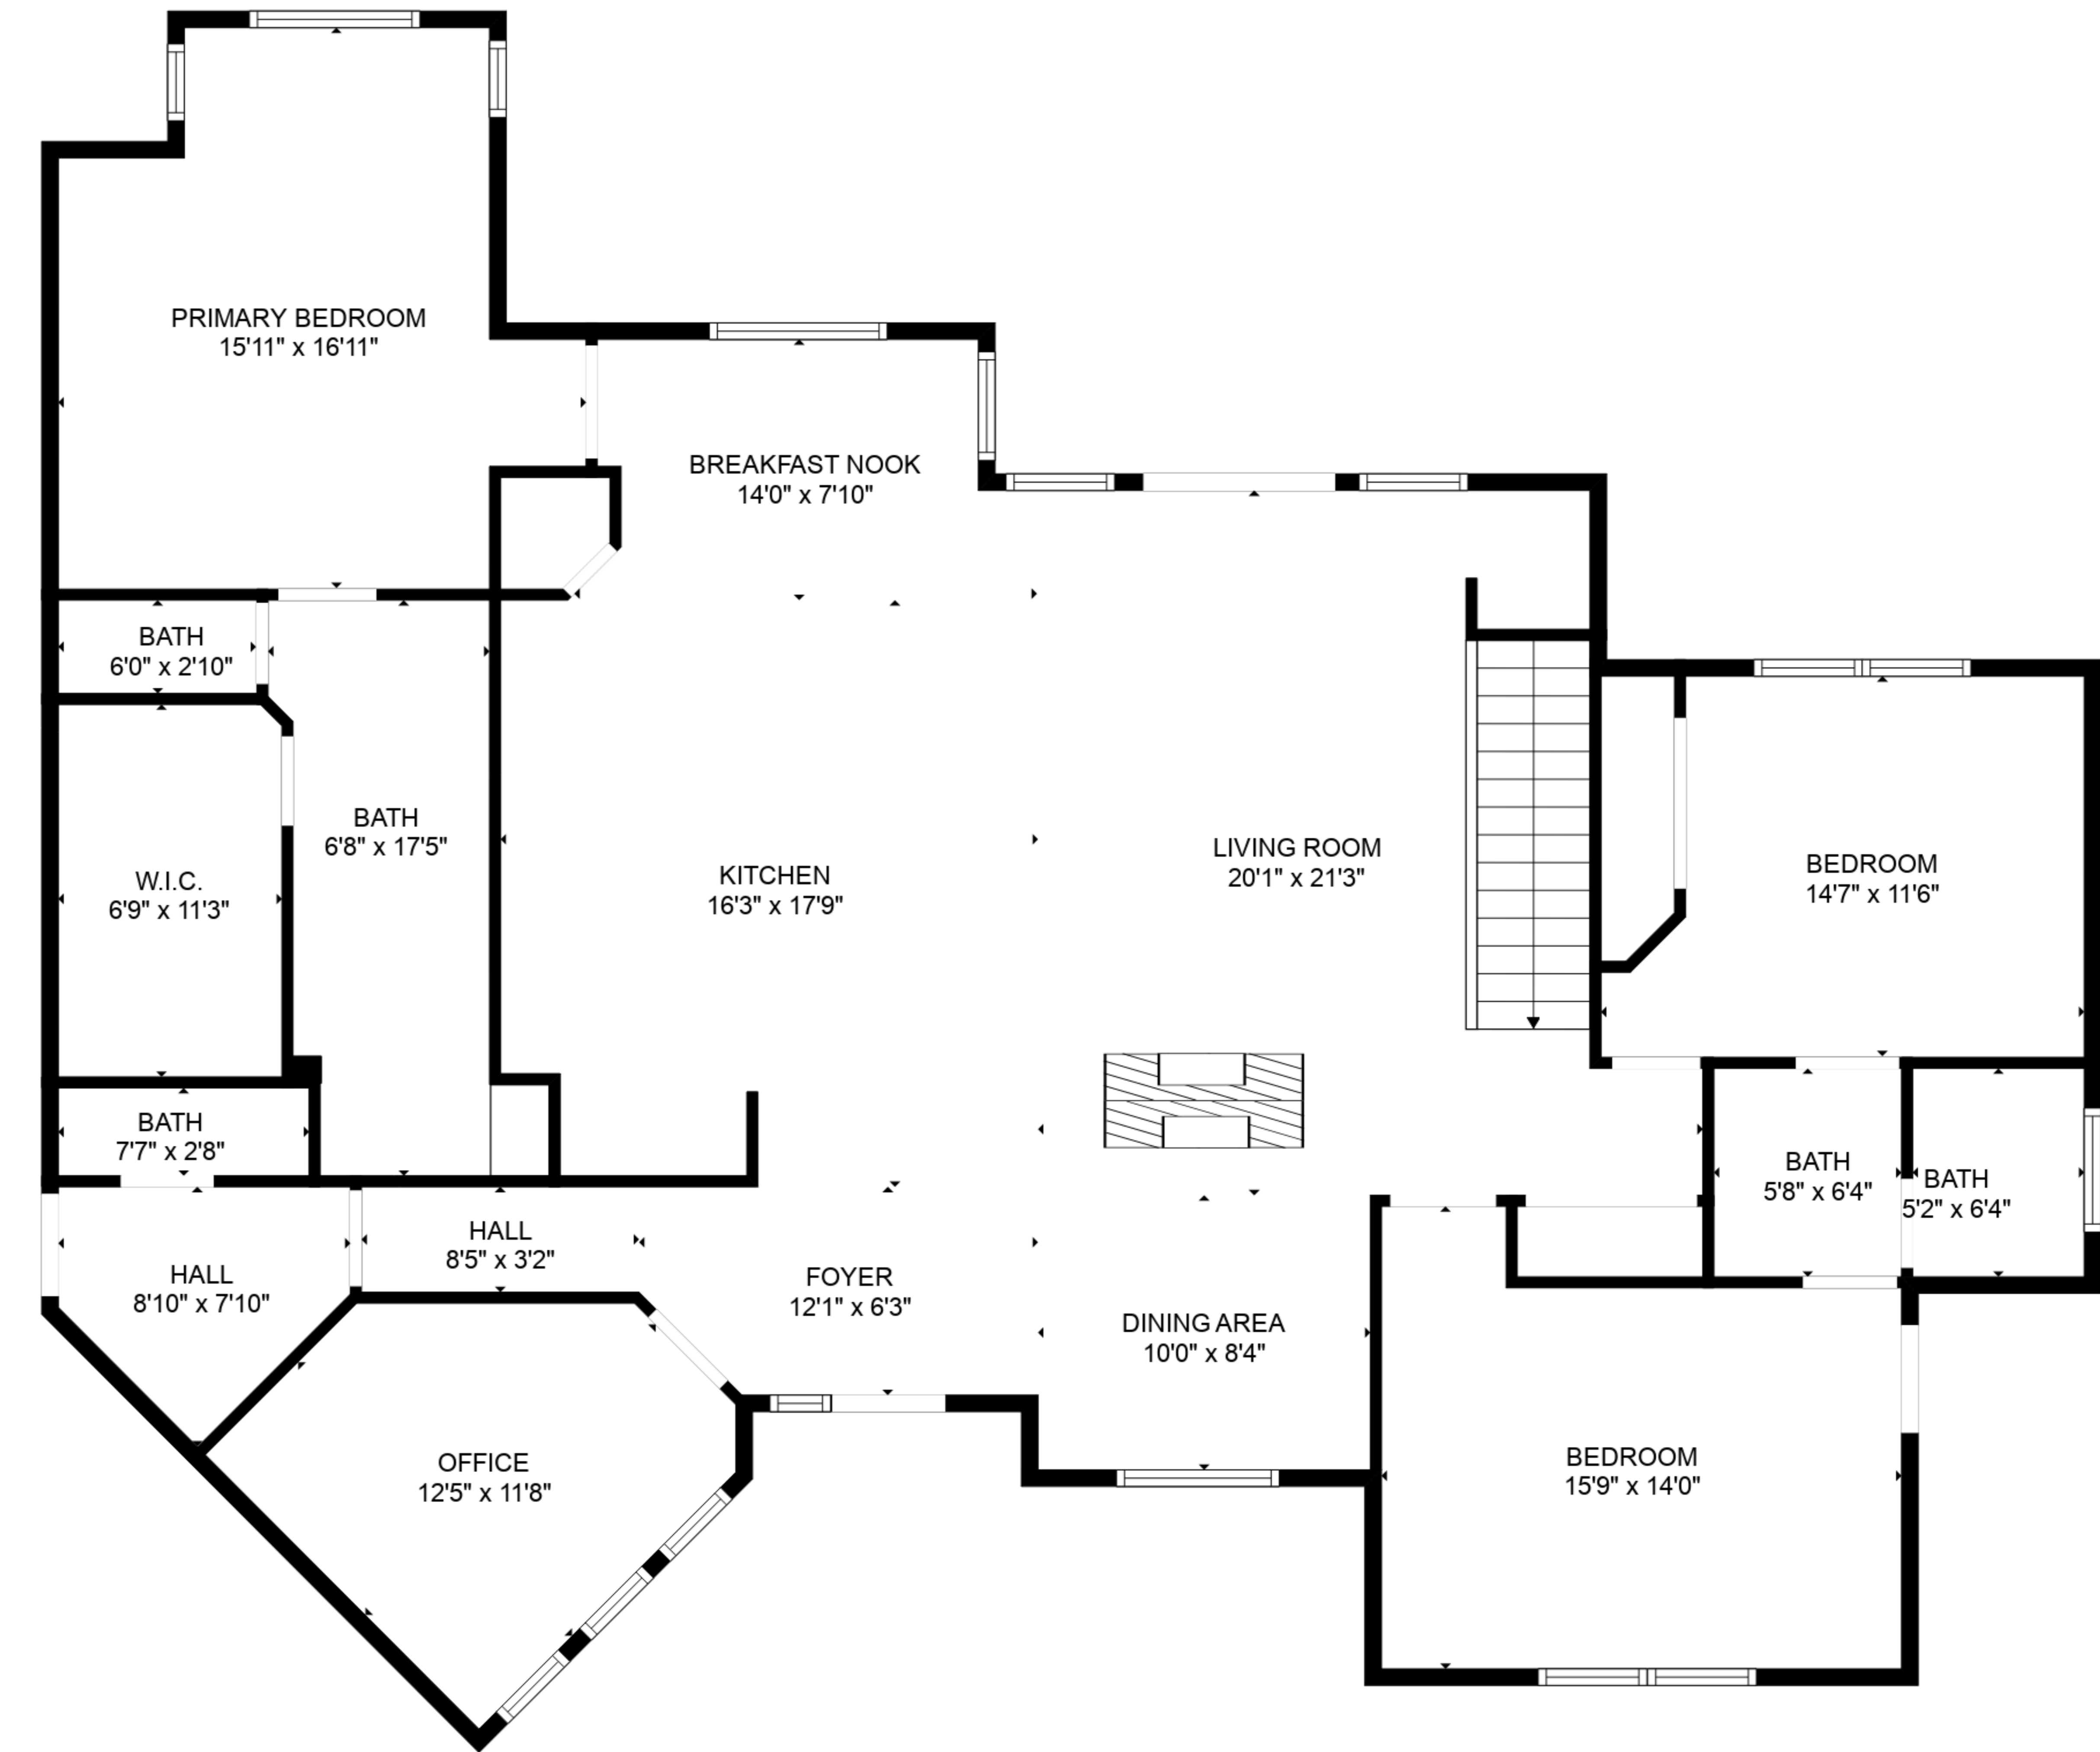 PRIMARY BEDROOM
15'11" x 16'11"
BREAKFAST NOOK
14'0" x 7'10"
BATH
6'0" x 2'10"
BATH
6'8" x 17'5"
W.I.C.
6'9" x 11'3"
KITCHEN
16'3" x 17'9"
LIVING ROOM
20'1" x 21'3"
BEDROOM
14'7" x 11'6"
BATH
7'7" x 2'8"
BATH
5'8" x 6'4"
BATH
5'2" x 6'4"
HALL
8'5" x 3'2"
HALL
8'10" x 7'10"
FOYER
12'1" x 6'3"
DINING AREA
10'0" x 8'4"
OFFICE
12'5" x 11'8"
BEDROOM
15'9" x 14'0"